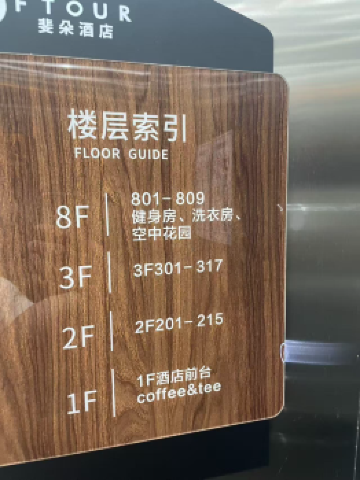 FTOUR
斐朵酒店
楼层索引
FLOOR GUIDE
8F
801-809
健身房、洗衣房、
空中花园
3F
3F301-317
2F
2F201-215
1F
1F酒店前台
coffee&tee